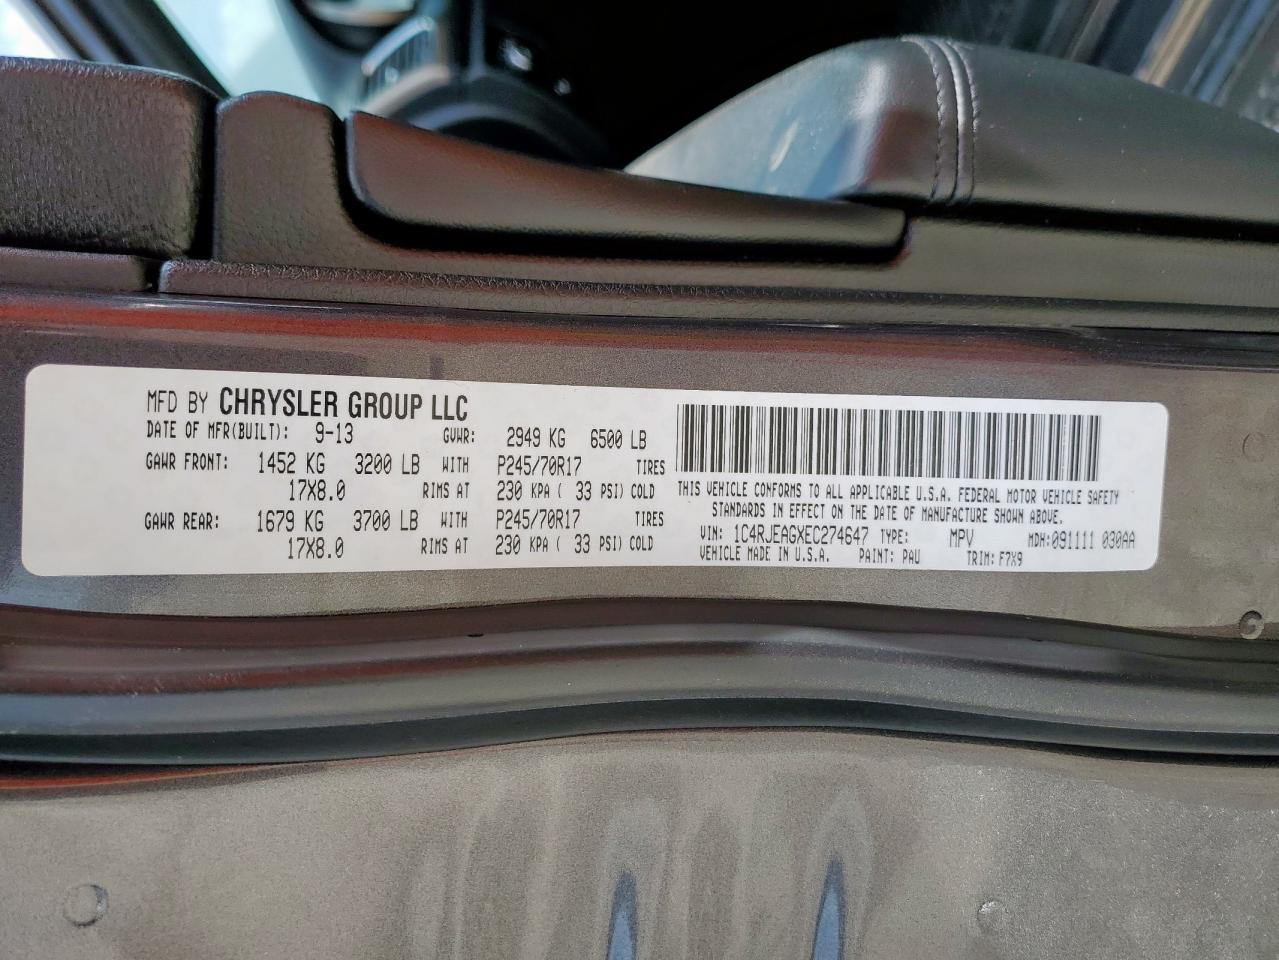 MFD BY CHRYSLER GROUP LLC
DATE OF MFR(BUILT): 9-13 GVWR: 2949 KG 6500 LB
GAWR FRONT: 1452 KG 3200 LB WITH P245/70R17 TIRES
17X8.0 RIMS AT 230 KPA ( 33 PSI) COLD
GAWR REAR: 1679 KG 3700 LB WITH P245/70R17 TIRES
17X8.0 RIMS AT 230 KPA ( 33 PSI) COLD
THIS VEHICLE CONFORMS TO ALL APPLICABLE U.S.A. FEDERAL MOTOR VEHICLE SAFETY
STANDARDS IN EFFECT ON THE DATE OF MANUFACTURE SHOWN ABOVE.
VIN: 1C4RJEAGXEC274647 TYPE: MPV MDH: 091111 030AA
VEHICLE MADE IN U.S.A. PAINT: PAU TRIM: F7X9